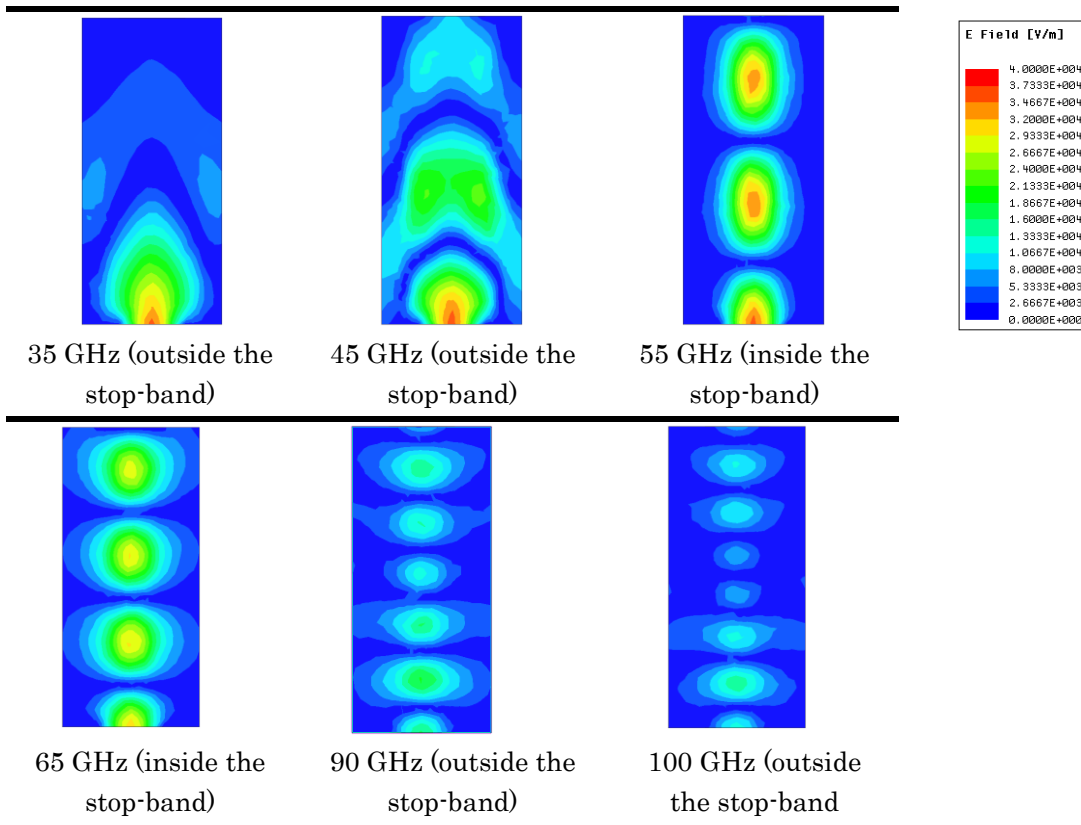 E Field [V/m]
4.0000E+004
3.7333E+004
3.4667E+004
3.2000E+004
2.9333E+004
2.6667E+004
2.4000E+004
2.1333E+004
1.8667E+004
1.6000E+004
1.3333E+004
1.0667E+004
8.0000E+003
5.3333E+003
2.6667E+003
0.0000E+000
35 GHz (outside the
stop-band)
45 GHz (outside the
stop-band)
55 GHz (inside the
stop-band)
65 GHz (inside the
stop-band)
90 GHz (outside the
stop-band)
100 GHz (outside
the stop-band